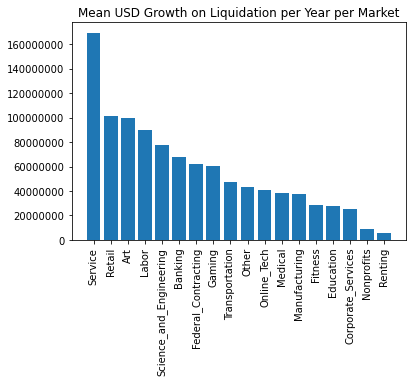 Mean USD Growth on Liquidation per Year per Market
160000000
140000000
120000000
100000000
80000000
60000000
40000000
20000000
0
Service
Retail
Art
Labor
Science_and_Engineering
Banking
Federal_Contracting
Gaming
Transportation
Other
Online_Tech
Medical
Manufacturing
Fitness
Education
Corporate_Services
Nonprofits
Renting